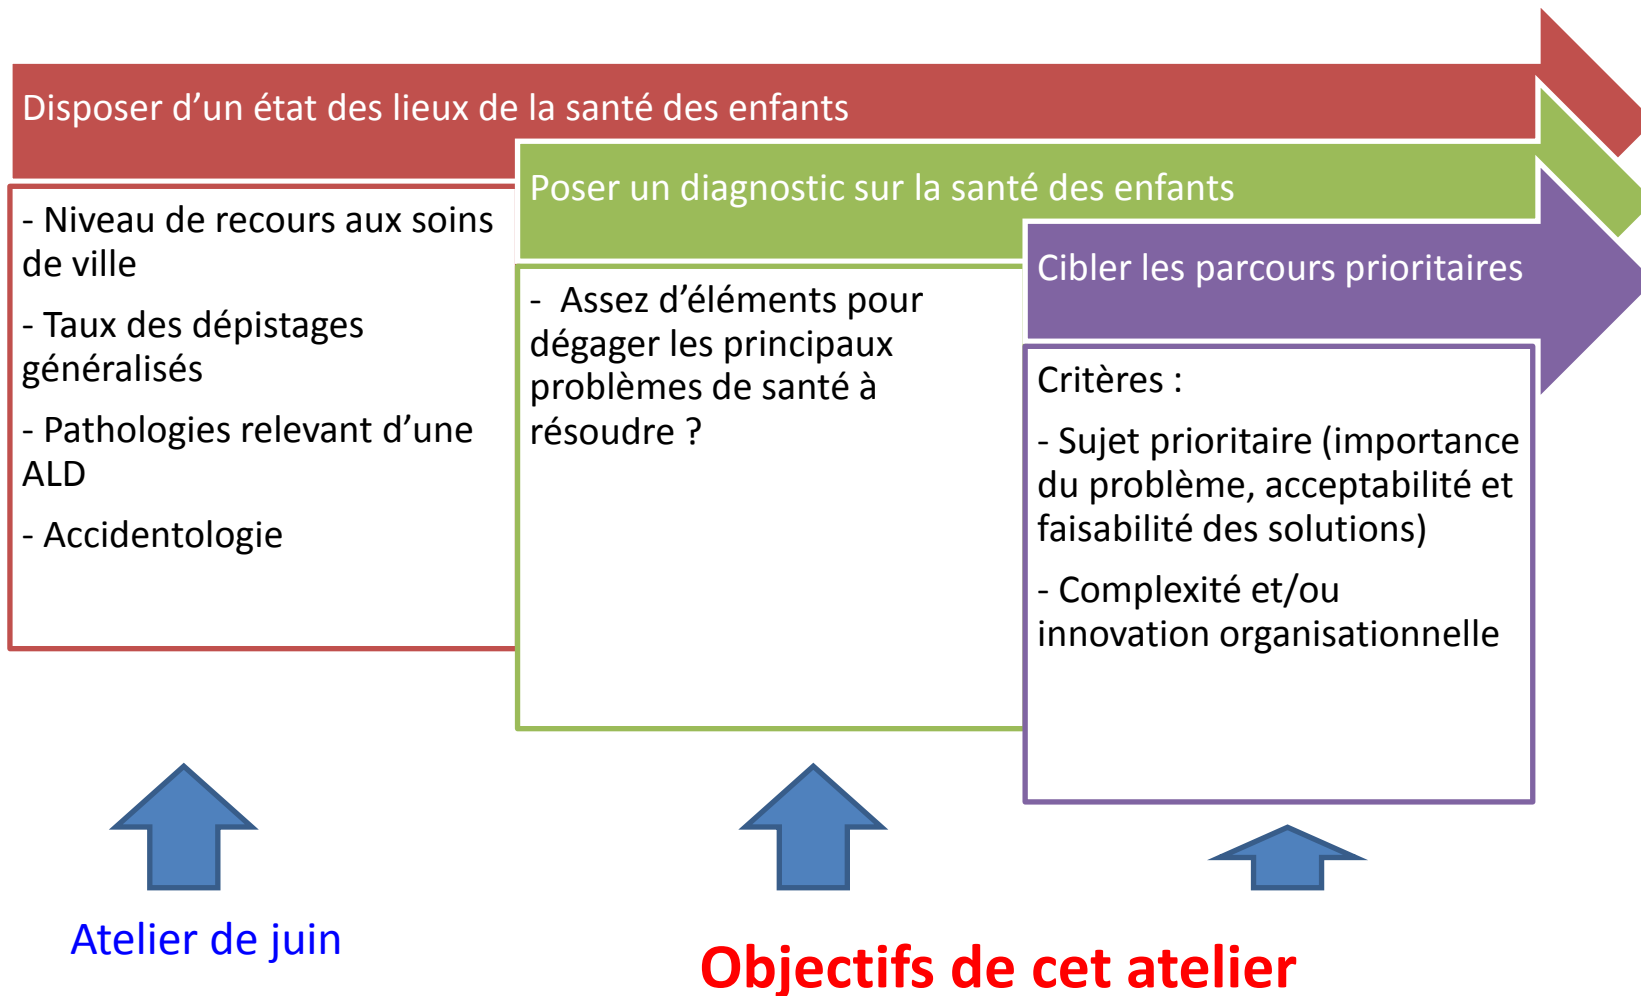 Disposer d’un état des lieux de la santé des enfants
- Niveau de recours aux soins
de ville
- Taux des dépistages
généralisés
- Pathologies relevant d’une
ALD
- Accidentologie
Poser un diagnostic sur la santé des enfants
- Assez d’éléments pour
dégager les principaux
problèmes de santé à
résoudre ?
Cibler les parcours prioritaires
Critères :
- Sujet prioritaire (importance
du problème, acceptabilité et
faisabilité des solutions)
- Complexité et/ou
innovation organisationnelle
Atelier de juin
Objectifs de cet atelier